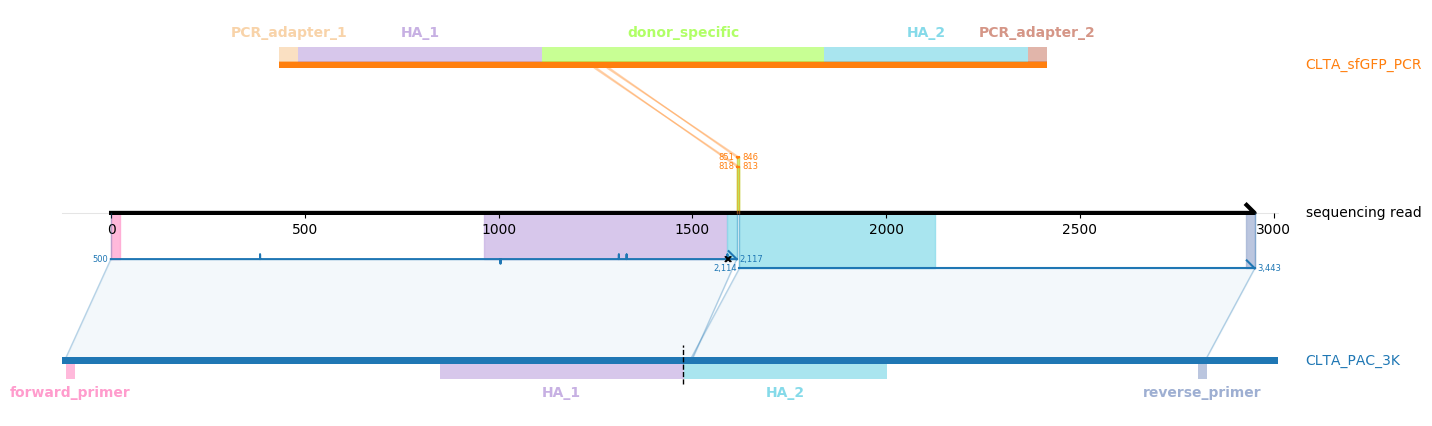 PCR_adapter_1 HA_1 donor_specific HA_2 PCR_adapter_2
CLTA_sfGFP_PCR
851 846
818 813
sequencing read
0 500 1000 1500 2000 2500 3000
500 2,117
2,114 3,443
CLTA_PAC_3K
forward_primer HA_1 HA_2 reverse_primer